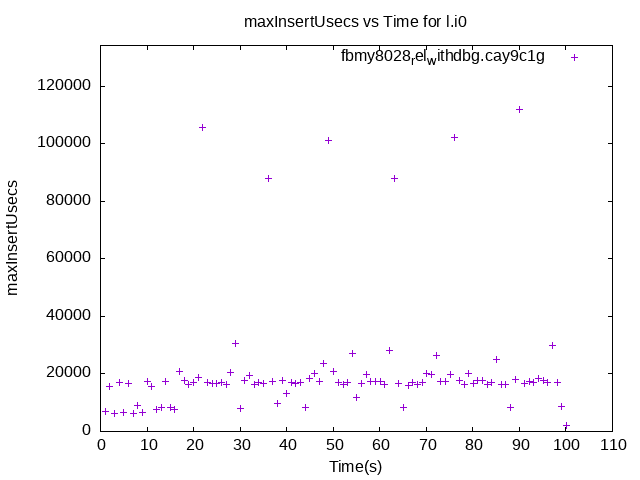 maxInsertUsecs vs Time for l.i0
fbmy8028relwithdbg.cay9c1g
120000
100000
80000
60000
40000
20000
0
maxInsertUsecs
0 10 20 30 40 50 60 70 80 90 100 110
Time(s)